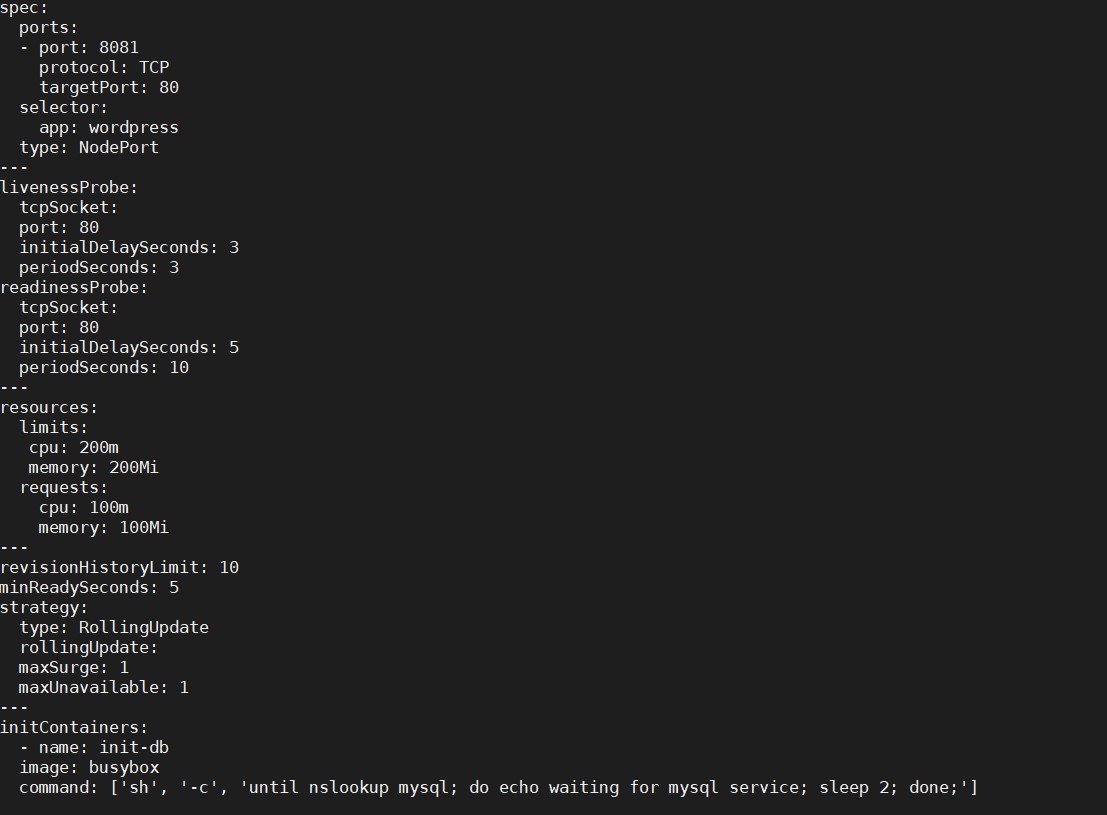 spec:
  ports:
  - port: 8081
    protocol: TCP
    targetPort: 80
  selector:
    app: wordpress
  type: NodePort
---
livenessProbe:
  tcpSocket:
  port: 80
  initialDelaySeconds: 3
  periodSeconds: 3
readinessProbe:
  tcpSocket:
  port: 80
  initialDelaySeconds: 5
  periodSeconds: 10
---
resources:
  limits:
   cpu: 200m
   memory: 200Mi
  requests:
    cpu: 100m
    memory: 100Mi
---
revisionHistoryLimit: 10
minReadySeconds: 5
strategy:
  type: RollingUpdate
  rollingUpdate:
  maxSurge: 1
  maxUnavailable: 1
---
initContainers:
  - name: init-db
  image: busybox
  command: ['sh', '-c', 'until nslookup mysql; do echo waiting for mysql service; sleep 2; done;']